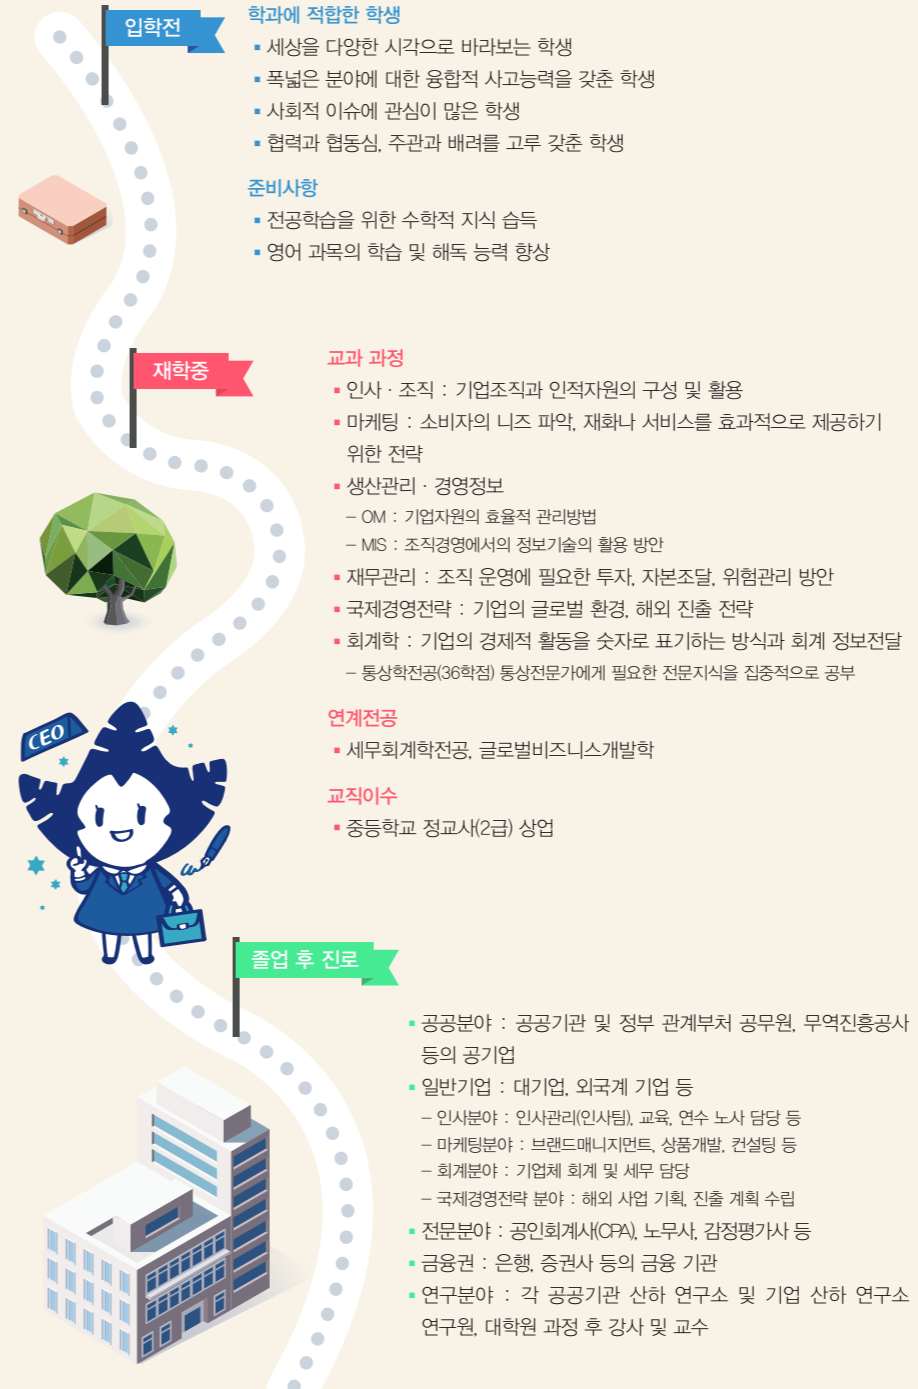 입학전
학과에 적합한 학생
▪ 세상을 다양한 시각으로 바라보는 학생
▪ 폭넓은 분야에 대한 융합적 사고능력을 갖춘 학생
▪ 사회적 이슈에 관심이 많은 학생
▪ 협력과 협동심, 주관과 배려를 고루 갖춘 학생
준비사항
▪ 전공학습을 위한 수학적 지식 습득
▪ 영어 과목의 학습 및 해독 능력 향상
재학중
교과 과정
▪ 인사 · 조직 : 기업조직과 인적자원의 구성 및 활용
▪ 마케팅 : 소비자의 니즈 파악, 재화나 서비스를 효과적으로 제공하기
위한 전략
▪ 생산관리 · 경영정보
– OM : 기업자원의 효율적 관리방법
– MIS : 조직경영에서의 정보기술의 활용 방안
▪ 재무관리 : 조직 운영에 필요한 투자, 자본조달, 위험관리 방안
▪ 국제경영전략 : 기업의 글로벌 환경, 해외 진출 전략
▪ 회계학 : 기업의 경제적 활동을 숫자로 표기하는 방식과 회계 정보전달
– 통상학전공(36학점) 통상전문가에게 필요한 전문지식을 집중적으로 공부
연계전공
▪ 세무회계학전공, 글로벌비즈니스개발학
교직이수
▪ 중등학교 정교사(2급) 상업
CEO
졸업 후 진로
▪ 공공분야 : 공공기관 및 정부 관계부처 공무원, 무역진흥공사
등의 공기업
▪ 일반기업 : 대기업, 외국계 기업 등
– 인사분야 : 인사관리(인사팀), 교육, 연수 노사 담당 등
– 마케팅분야 : 브랜드매니지먼트, 상품개발, 컨설팅 등
– 회계분야 : 기업체 회계 및 세무 담당
– 국제경영전략 분야 : 해외 사업 기획, 진출 계획 수립
▪ 전문분야 : 공인회계사(CPA), 노무사, 감정평가사 등
▪ 금융권 : 은행, 증권사 등의 금융 기관
▪ 연구분야 : 각 공공기관 산하 연구소 및 기업 산하 연구소
연구원, 대학원 과정 후 강사 및 교수